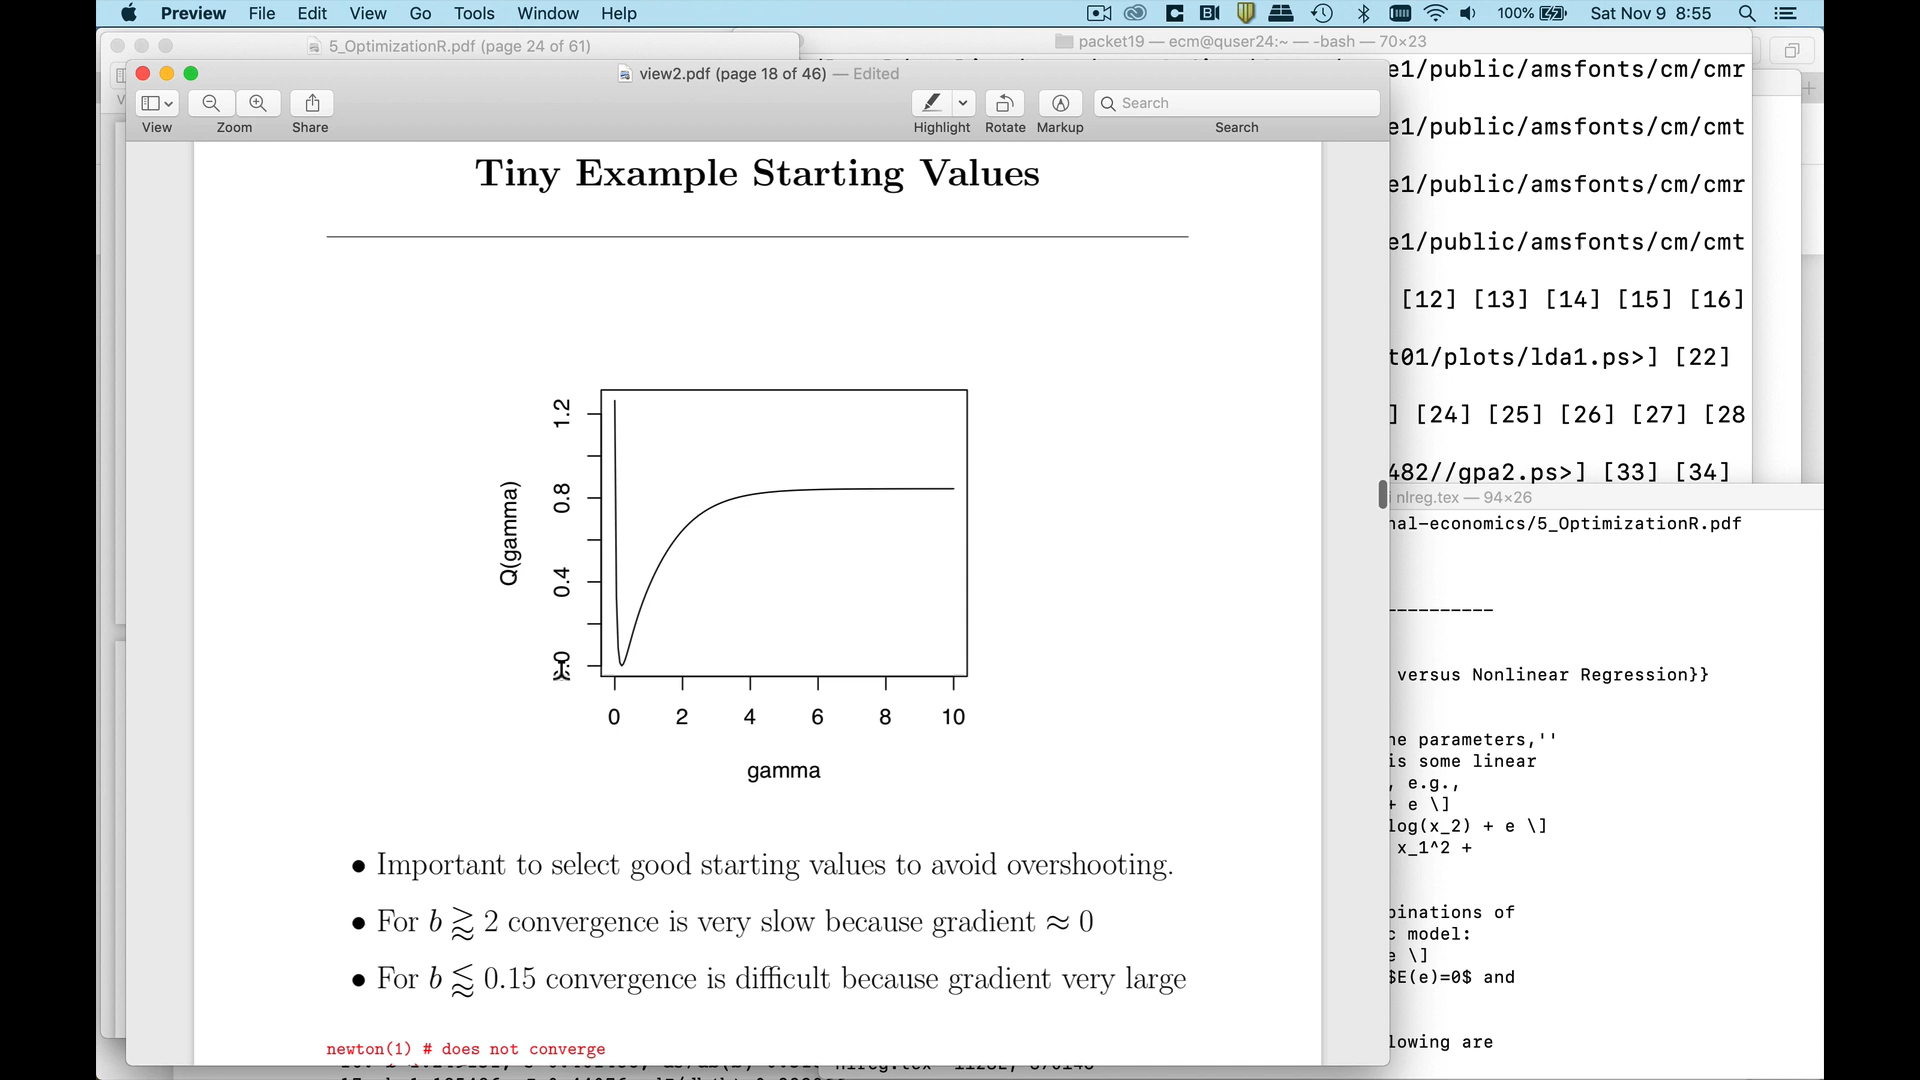 Preview File Edit View Go Tools Window Help
100% Sat Nov 9 8:55
5_OptimizationR.pdf (page 24 of 61)
packet19 — ecm@quser24:~ — -bash — 70×23
view2.pdf (page 18 of 46) — Edited
View Zoom Share Highlight Rotate Markup Search
Search
Tiny Example Starting Values
Q(gamma)
1.2
0.8
0.4
0 2 4 6 8 10
gamma
• Important to select good starting values to avoid overshooting.
• For b ⪆ 2 convergence is very slow because gradient ≈ 0
• For b ⪅ 0.15 convergence is difficult because gradient very large
newton(1) # does not converge
e1/public/amsfonts/cm/cmr
e1/public/amsfonts/cm/cmt
e1/public/amsfonts/cm/cmr
e1/public/amsfonts/cm/cmt
[12] [13] [14] [15] [16]
t01/plots/lda1.ps>] [22]
] [24] [25] [26] [27] [28
482//gpa2.ps>] [33] [34]
nlreg.tex — 94×26
nal-economics/5_OptimizationR.pdf
----------
versus Nonlinear Regression}}
he parameters,''
is some linear
, e.g.,
+ e \]
log(x_2) + e \]
x_1^2 +
binations of
c model:
e \]
$E(e)=0$ and
lowing are